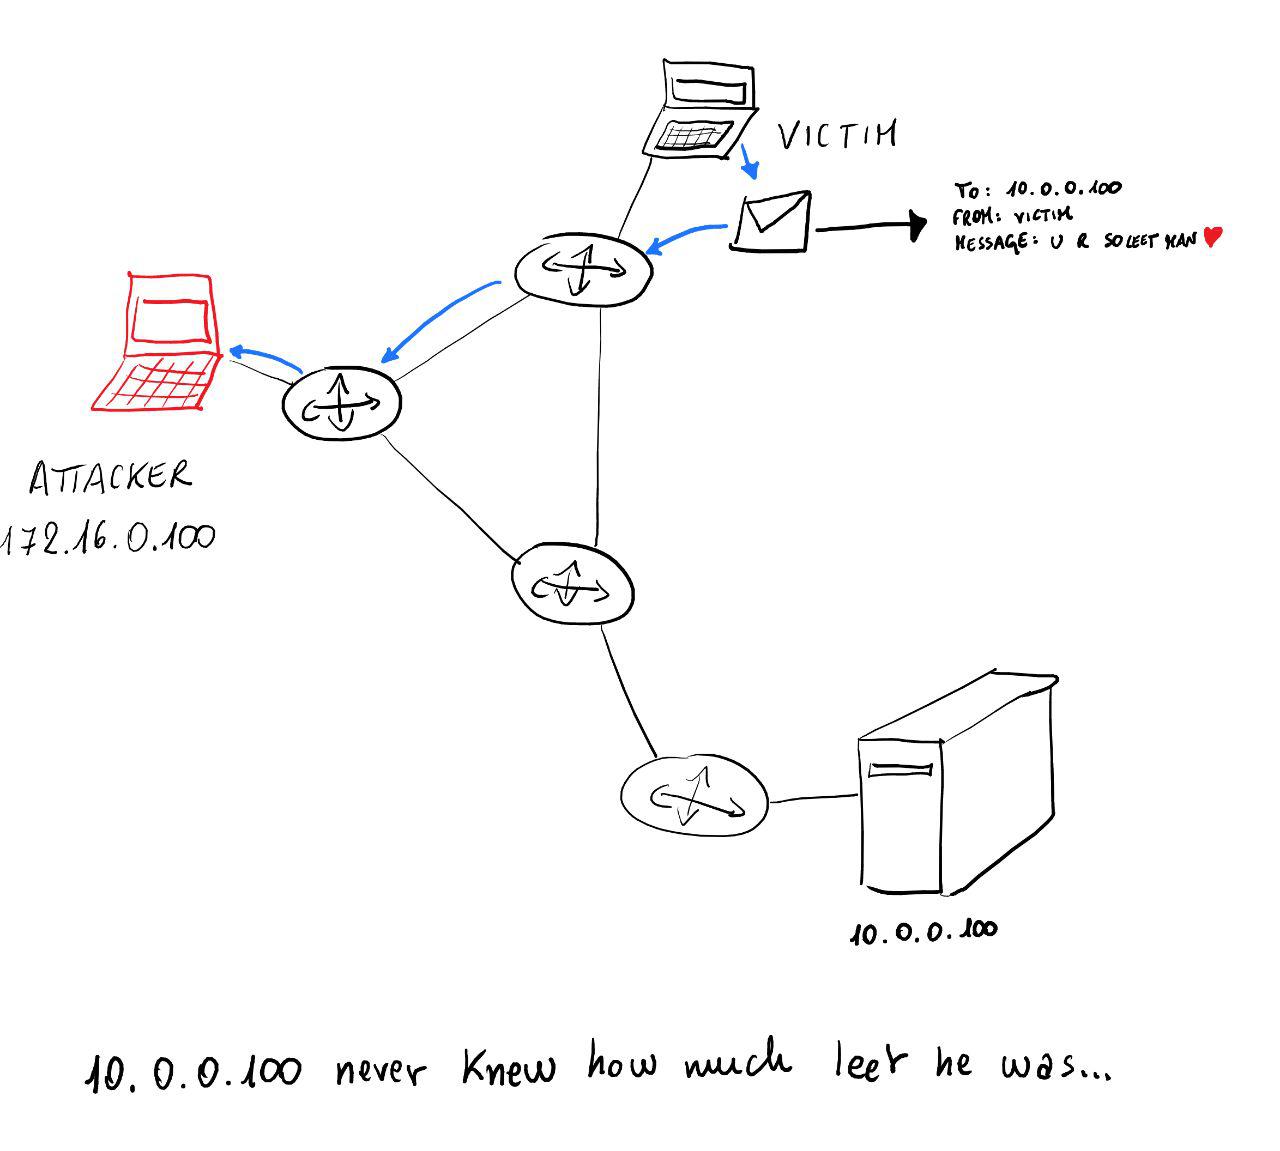 VICTIM
TO: 10.0.0.100
FROM: VICTIM
MESSAGE: U R SO LEET MAN
ATTACKER
172.16.0.100
10.0.0.100
10.0.0.100 never knew how much leet he was...